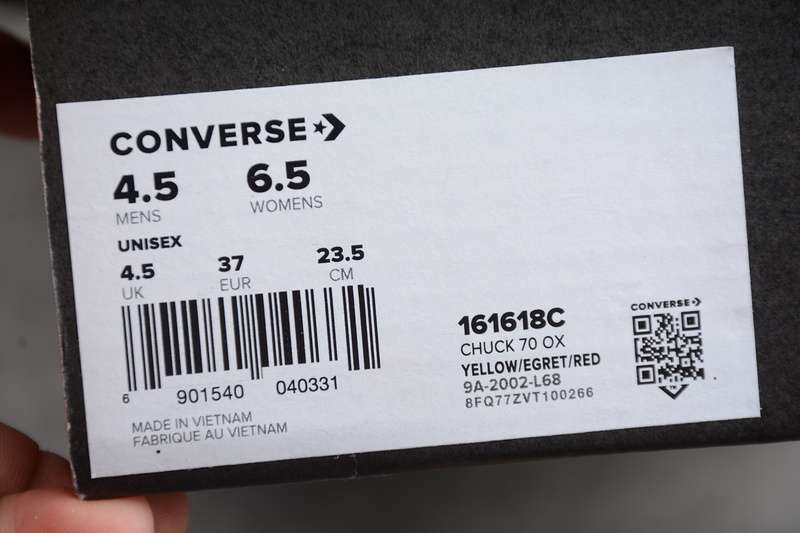 CONVERSE
4.5 6.5
MENS WOMENS
UNISEX
4.5 37 23.5
UK EUR CM
6 901540 040331
MADE IN VIETNAM
FABRIQUE AU VIETNAM
161618C
CHUCK 70 OX
YELLOW/EGRET/RED
9A-2002-L68
8FQ77ZVT100266
CONVERSE